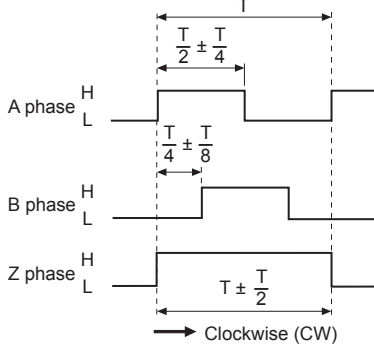 T
T/2 ± T/4
A phase H
L
T/4 ± T/8
B phase H
L
Z phase H
L
T ± T/2
Clockwise (CW)